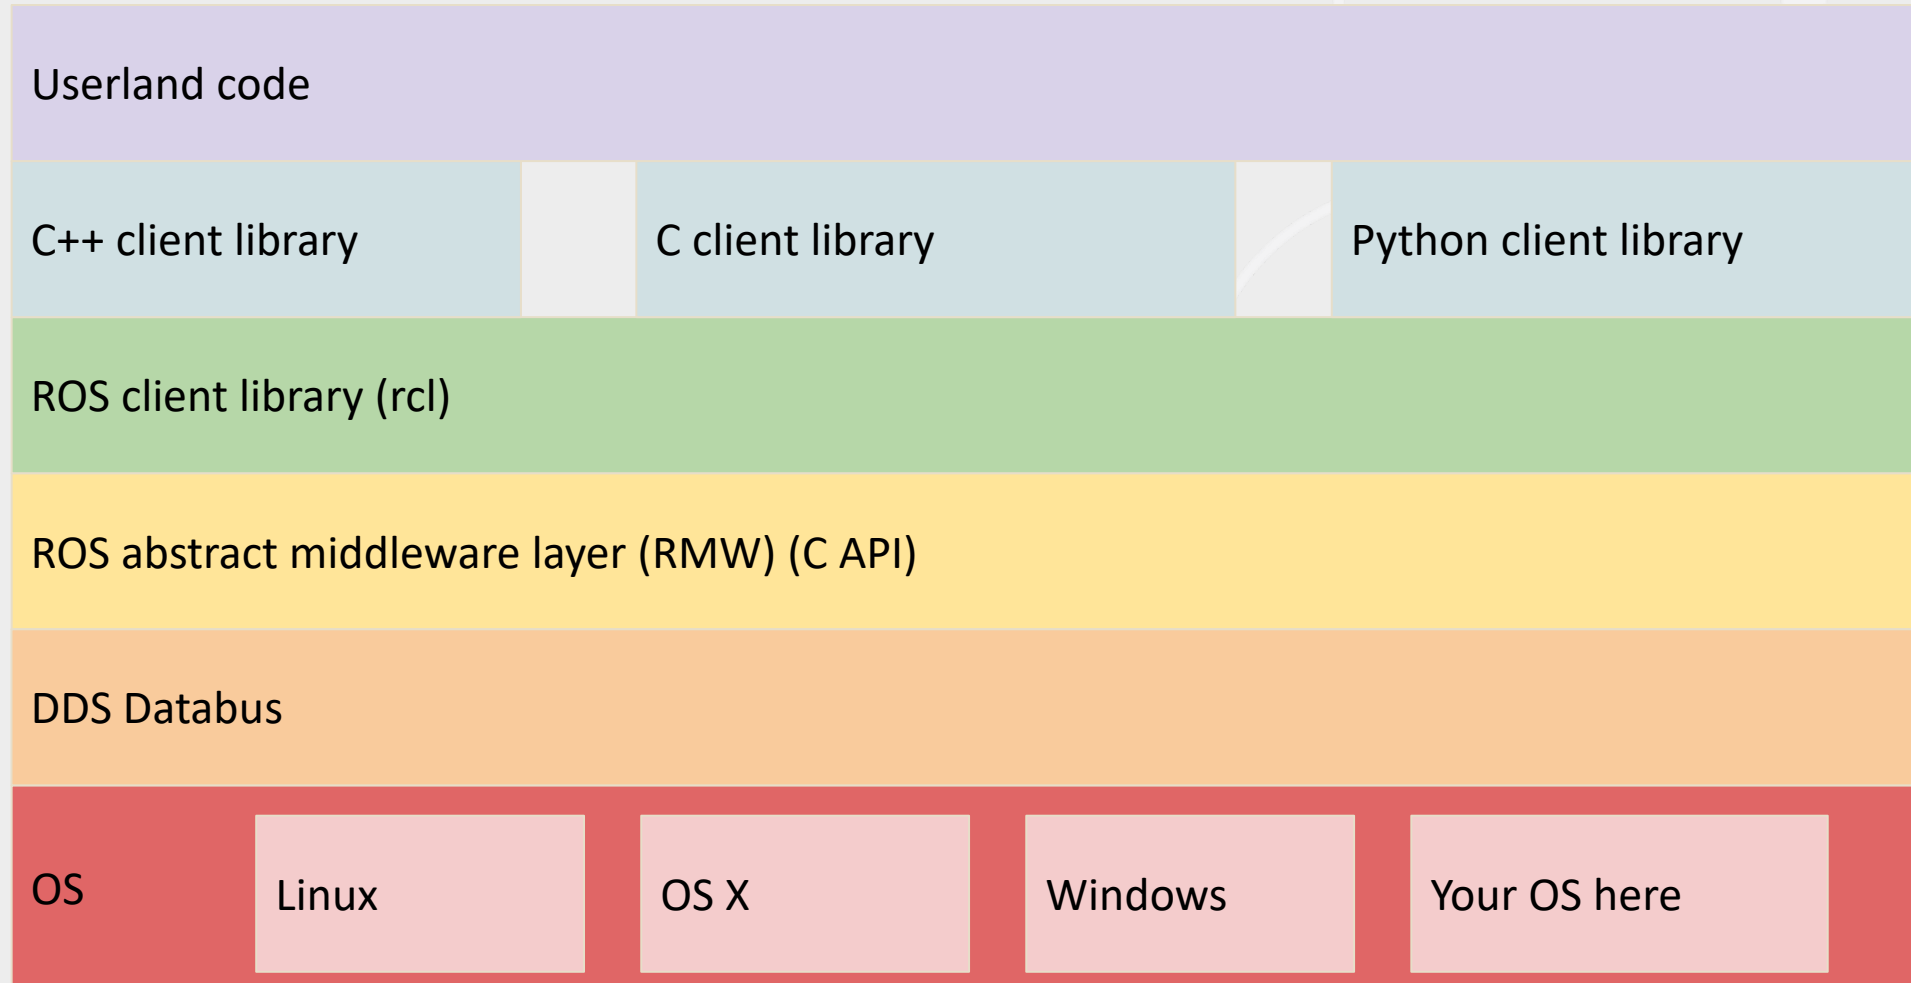 Userland code
C++ client library
C client library
Python client library
ROS client library (rcl)
ROS abstract middleware layer (RMW) (C API)
DDS Databus
OS
Linux
OS X
Windows
Your OS here